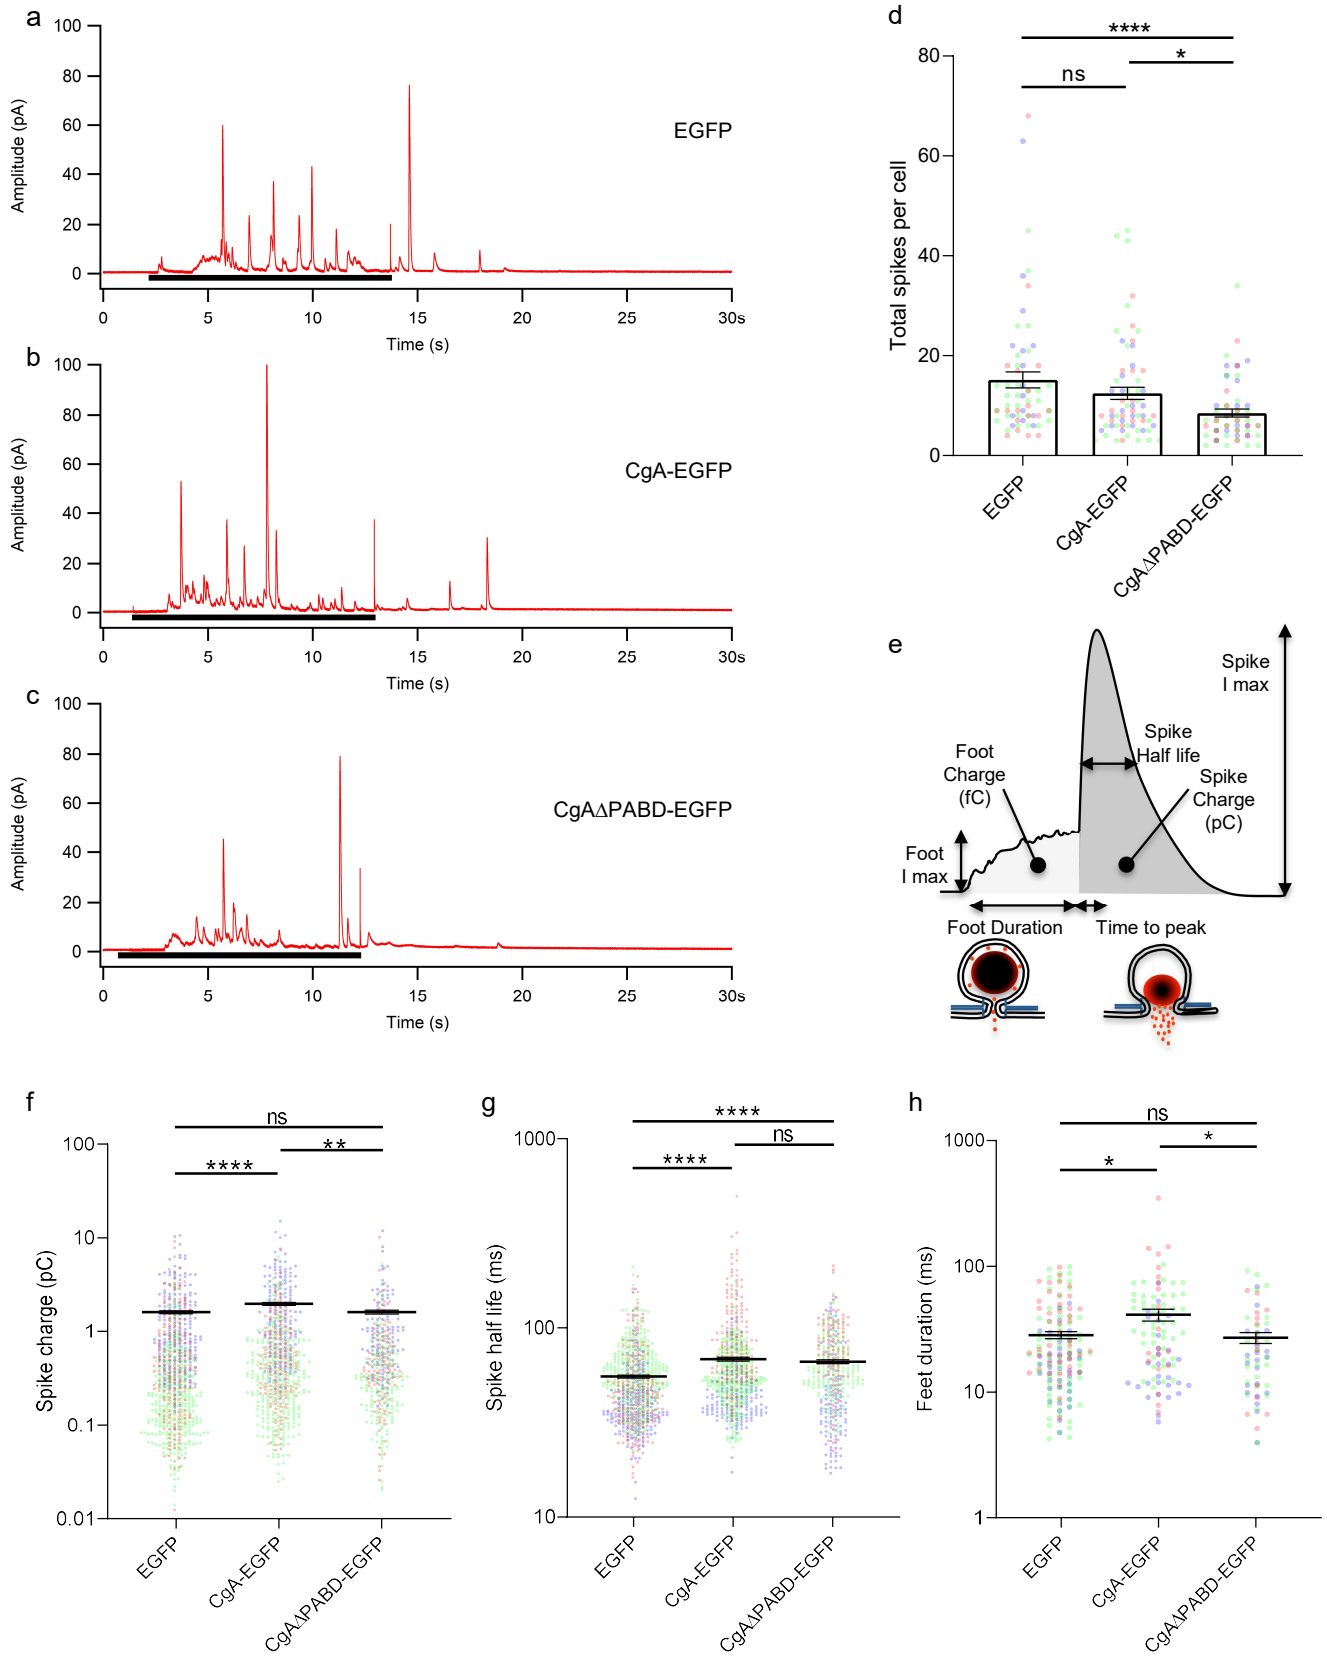 a
100
80
60
40
20
0
Amplitude (pA)
EGFP
0 5 10 15 20 25 30s
Time (s)
b
100
80
60
40
20
0
Amplitude (pA)
CgA-EGFP
0 5 10 15 20 25 30s
Time (s)
c
100
80
60
40
20
0
Amplitude (pA)
CgAΔPABD-EGFP
0 5 10 15 20 25 30s
Time (s)
d
****
*
ns
80
60
40
20
0
Total spikes per cell
EGFP
CgA-EGFP
CgAΔPABD-EGFP
e
Spike
I max
Spike
Half life
Foot
Charge
(fC)
Spike
Charge
(pC)
Foot
I max
Foot Duration
Time to peak
f
ns
**
****
100
10
1
0.1
0.01
Spike charge (pC)
EGFP
CgA-EGFP
CgAΔPABD-EGFP
g
****
ns
****
1000
100
10
Spike half life (ms)
EGFP
CgA-EGFP
CgAΔPABD-EGFP
h
ns
*
*
1000
100
10
1
Feet duration (ms)
EGFP
CgA-EGFP
CgAΔPABD-EGFP